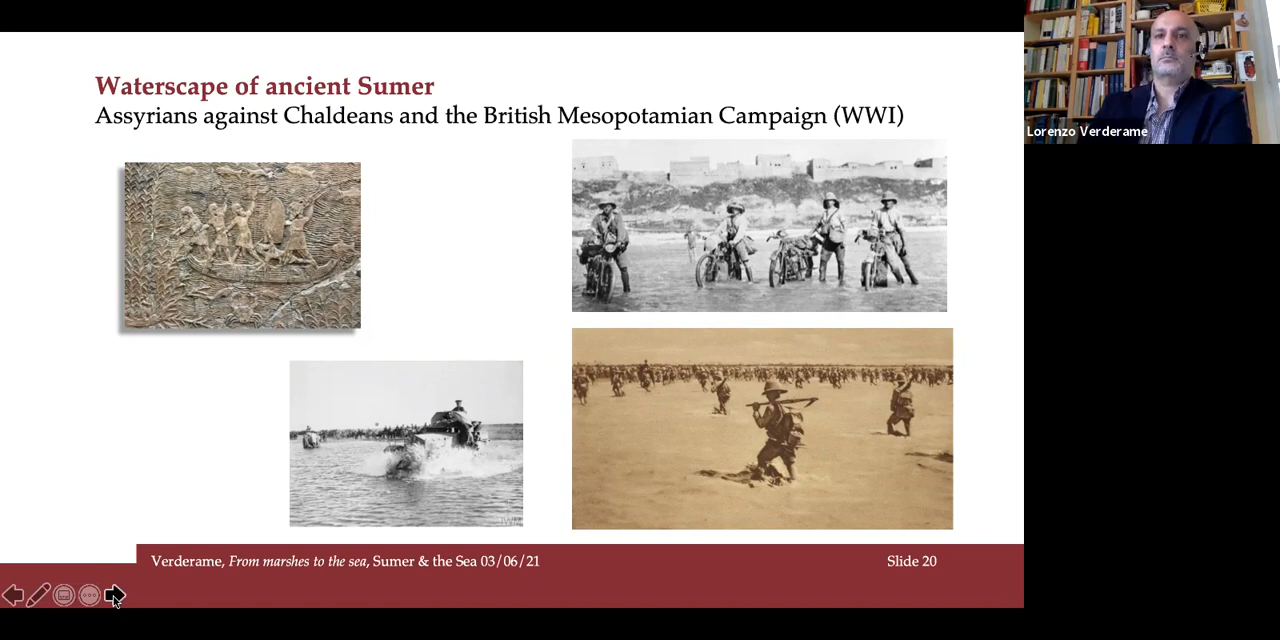 Waterscape of ancient Sumer
Assyrians against Chaldeans and the British Mesopotamian Campaign (WWI)
Lorenzo Verderame
Verderame, From marshes to the sea, Sumer & the Sea 03/06/21
Slide 20